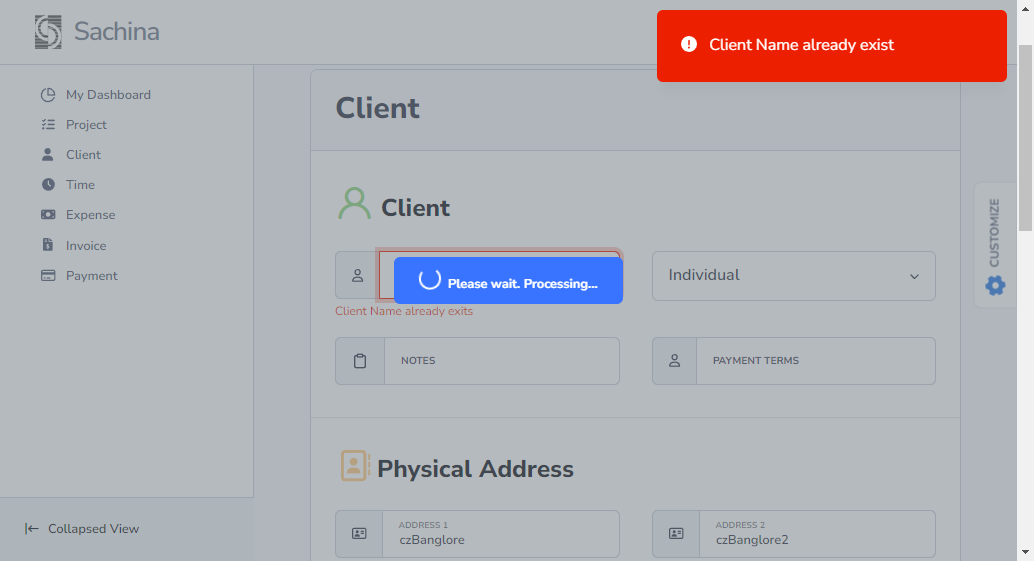 Sachina
Client Name already exist
My Dashboard
Project
Client
Time
Expense
Invoice
Payment
Collapsed View
Client
Client
Please wait. Processing...
Individual
Client Name already exits
NOTES
PAYMENT TERMS
Physical Address
ADDRESS 1
czBanglore
ADDRESS 2
czBanglore2
CUSTOMIZE